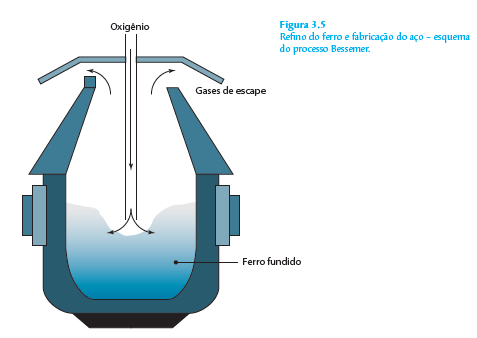 Oxigênio
Figura 3.5
Refino do ferro e fabricação do aço – esquema
do processo Bessemer.
Gases de escape
Ferro fundido